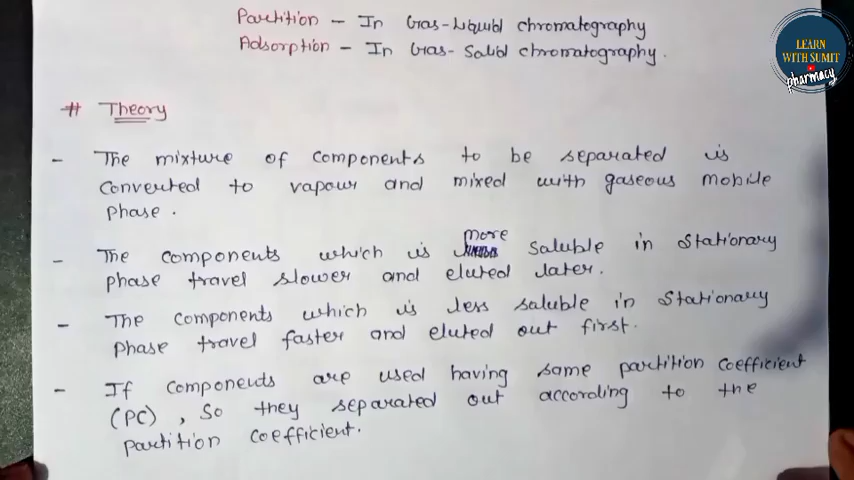 Partition - In Gas-Liquid chromatography
Adsorption - In Gas-Solid chromatography.
LEARN
WITH SUMIT
pharmacy
# Theory
- The mixture of components to be separated is
converted to vapour and mixed with gaseous mobile
phase.
more
- The components which is saluble in stationary
phase travel slower and eluted later.
- The components which is less saluble in stationary
phase travel faster and eluted out first.
- If components are used having same partition coefficient
(PC), So they separated out according to the
partition coefficient.